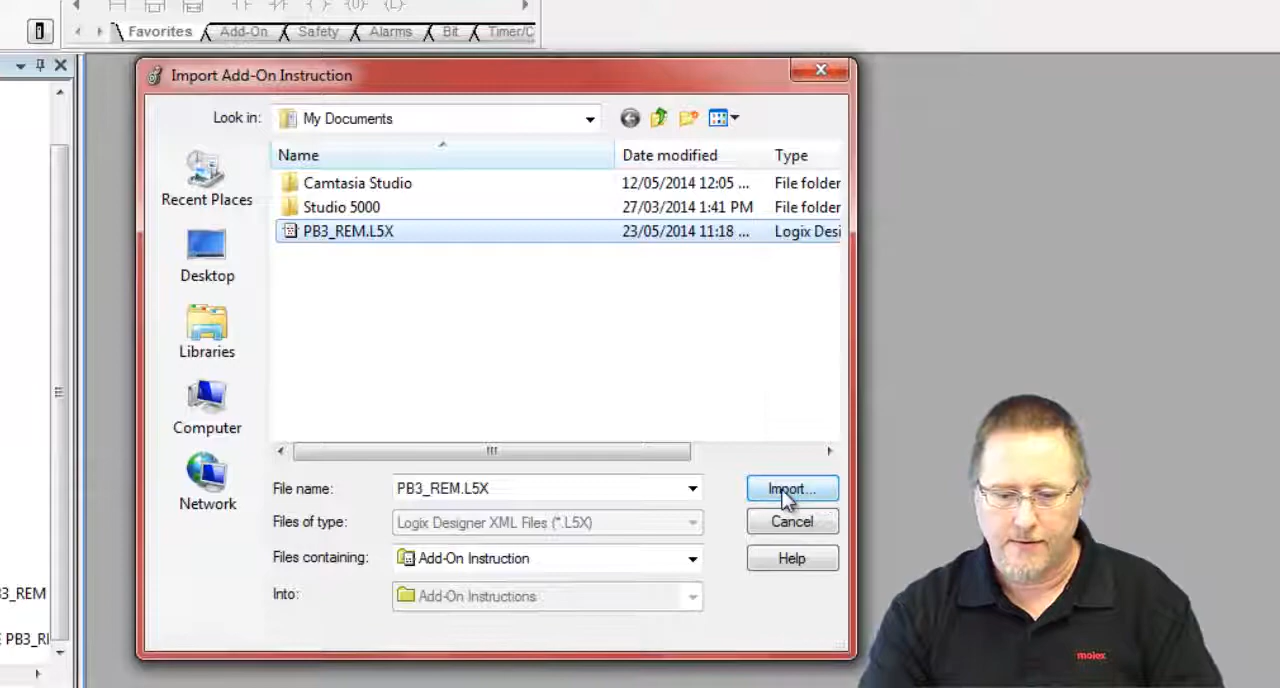 Favorites Add-On Safety Alarms Bit Timer/C
Import Add-On Instruction
Look in: My Documents
Name Date modified Type
Recent Places
Desktop
Libraries
Computer
Network
Camtasia Studio 12/05/2014 12:05 ... File folder
Studio 5000 27/03/2014 1:41 PM File folder
PB3_REM.L5X 23/05/2014 11:18 ... Logix Desi
File name: PB3_REM.L5X Import...
Files of type: Logix Designer XML Files (*.L5X) Cancel
Files containing: Add-On Instruction Help
Into: Add-On Instructions
3_REM
E PB3_RI
molex